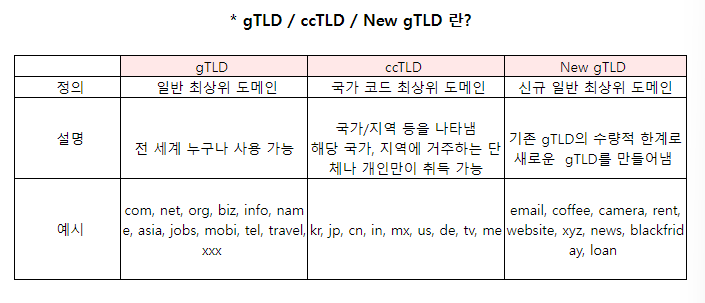 * gTLD / ccTLD / New gTLD 란?
gTLD ccTLD New gTLD
정의 일반 최상위 도메인 국가 코드 최상위 도메인 신규 일반 최상위 도메인
설명
전 세계 누구나 사용 가능
국가/지역 등을 나타냄
해당 국가, 지역에 거주하는 단
체나 개인만이 취득 가능
기존 gTLD의 수량적 한계로
새로운 gTLD를 만들어냄
예시
com, net, org, biz, info, nam
e, asia, jobs, mobi, tel, travel,
xxx
kr, jp, cn, in, mx, us, de, tv, me
email, coffee, camera, rent,
website, xyz, news, blackfrid
ay, loan